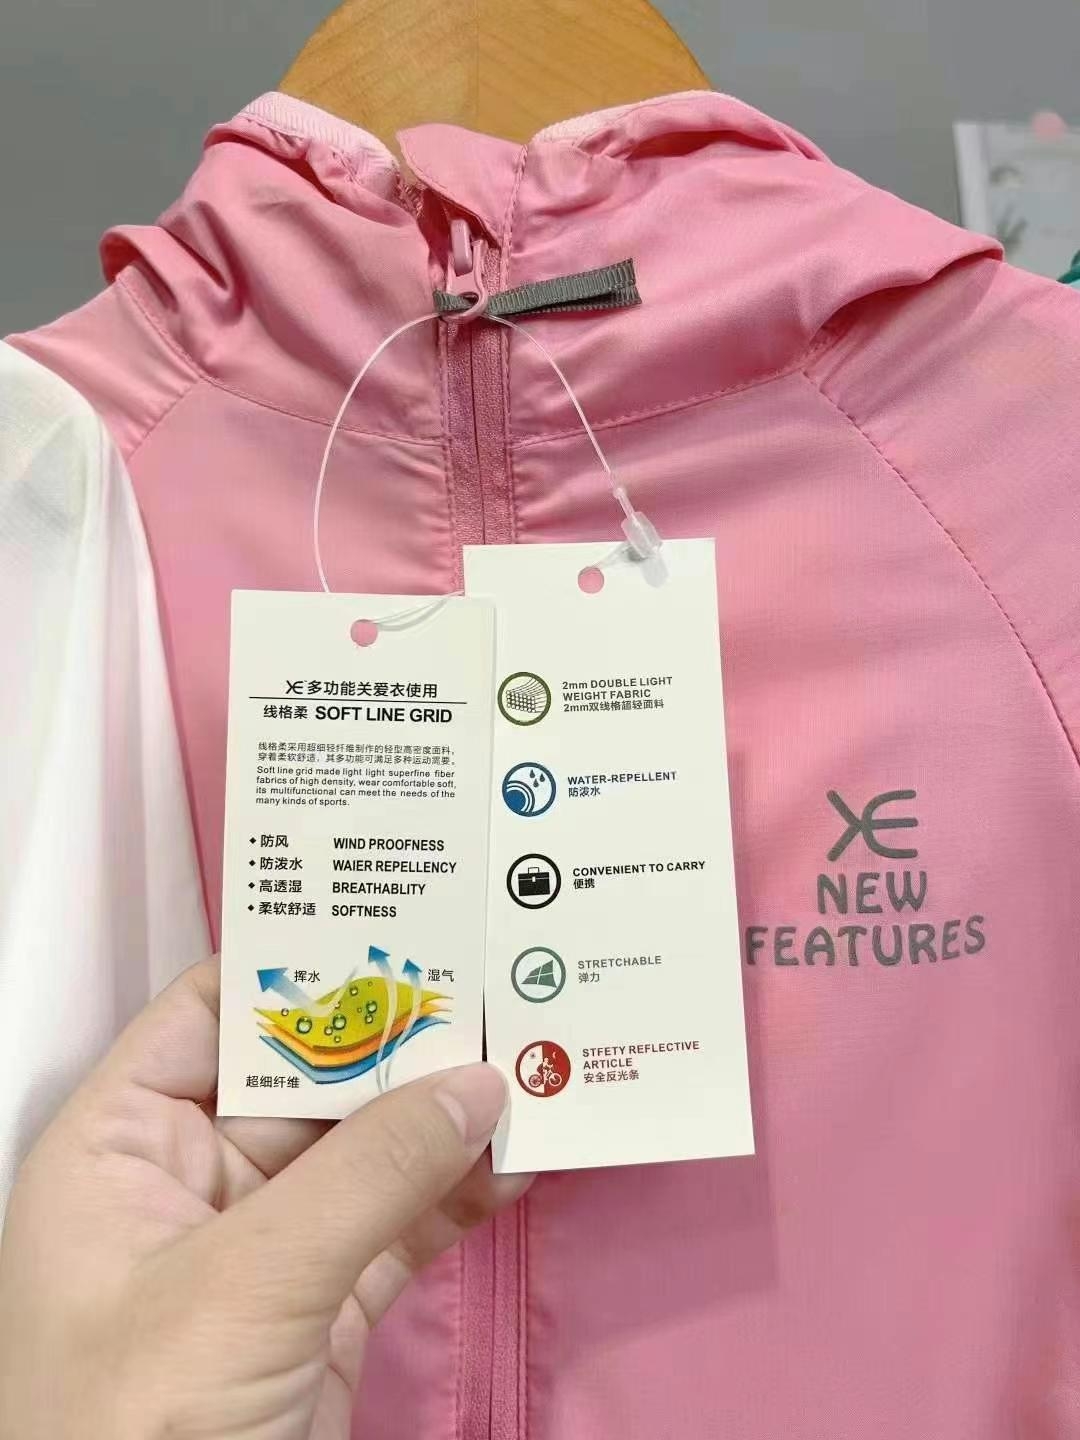 XE 多功能关爱衣使用
线格柔 SOFT LINE GRID
线格柔采用超细轻纤维制作的轻型高密度面料,
穿着柔软舒适，其多功能可满足多种运动需要。
Soft line grid made light light superfine fiber
fabrics of high density, wear comfortable soft,
its multifunctional can meet the needs of the
many kinds of sports.
防风 WIND PROOFNESS
防泼水 WAIER REPELLENCY
高透湿 BREATHABLITY
柔软舒适 SOFTNESS
挥水 湿气
超细纤维
2mm DOUBLE LIGHT
WEIGHT FABRIC
2mm双线格超轻面料
WATER-REPELLENT
防泼水
CONVENIENT TO CARRY
便携
STRETCHABLE
弹力
STFETY REFLECTIVE
ARTICLE
安全反光条
XE
NEW
FEATURES